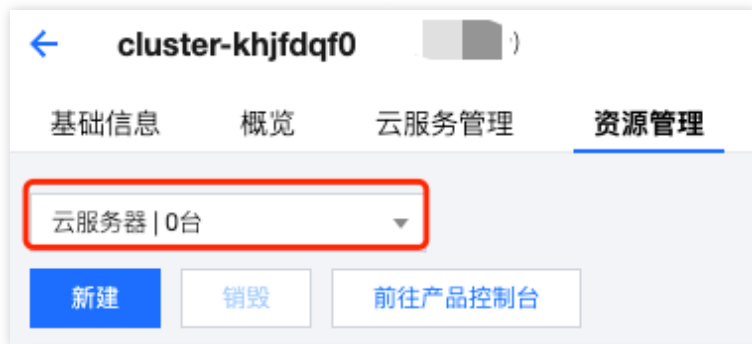 cluster-khjfdqf0 )
基础信息 概览 云服务管理 资源管理
云服务器 | 0台
新建 销毁 前往产品控制台